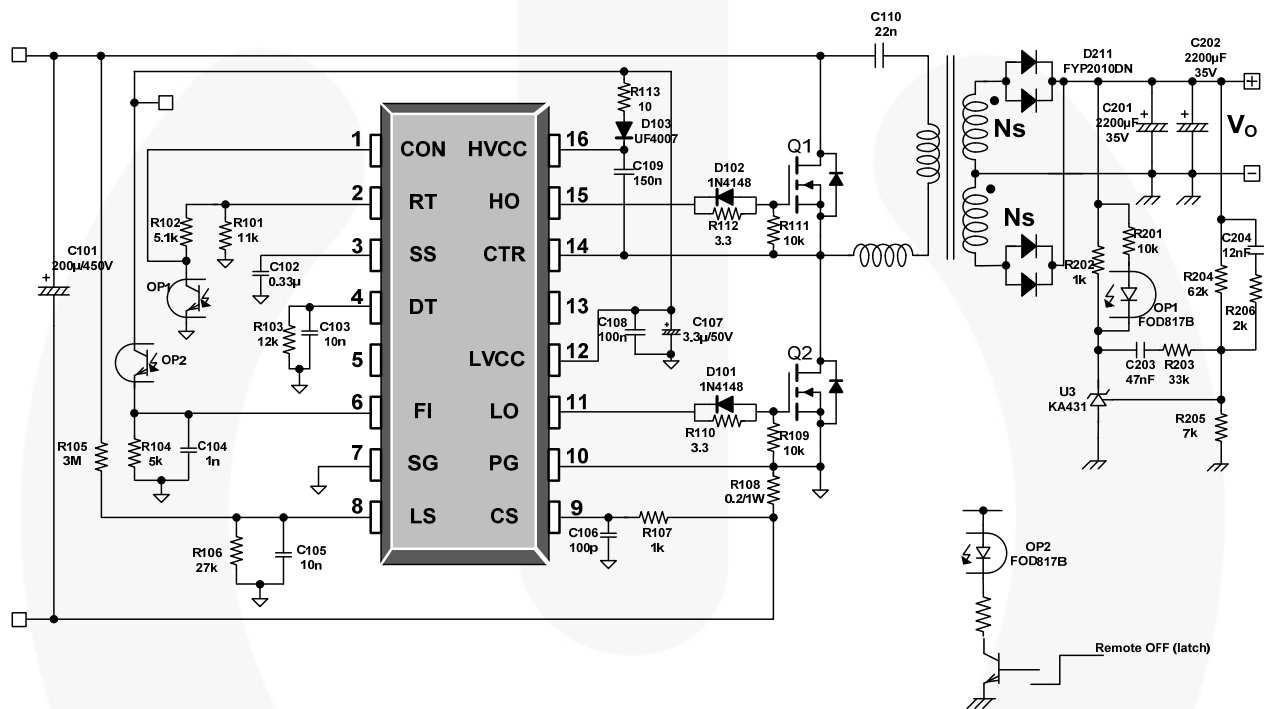 C110
22n
D211
FYP2010DN
C202
2200µF
35V
+
C201
2200µF
35V
+
+
VO
−
Ns
Ns
R113
10
D103
UF4007
C109
150n
1
CON
HVCC
16
2
RT
HO
15
3
SS
CTR
14
4
DT
13
5
LVCC
12
6
FI
LO
11
7
SG
PG
10
8
LS
CS
9
Q1
D102
1N4148
R112
3.3
R111
10k
C101
200µ/450V
+
R102
5.1k
R101
11k
C102
0.33µ
OP1
R103
12k
C103
10n
OP2
C108
100n
+
C107
3.3µ/50V
Q2
D101
1N4148
R110
3.3
R109
10k
R105
3M
R104
5k
C104
1n
R108
0.2/1W
R106
27k
C105
10n
C106
100p
R107
1k
R201
10k
C204
12nF
R202
1k
R204
62k
OP1
FOD817B
R206
2k
C203
47nF
R203
33k
U3
KA431
R205
7k
OP2
FOD817B
Remote OFF (latch)